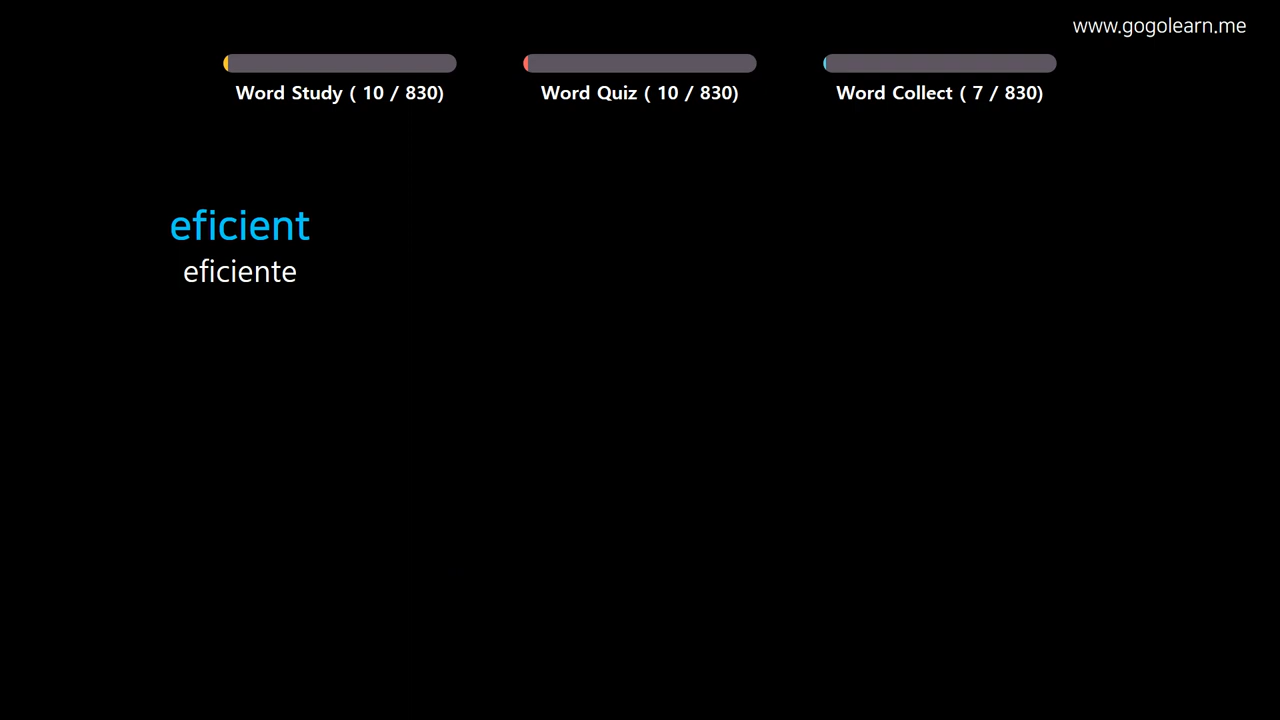 www.gogolearn.me
Word Study ( 10 / 830)
Word Quiz ( 10 / 830)
Word Collect ( 7 / 830)
eficient
eficiente